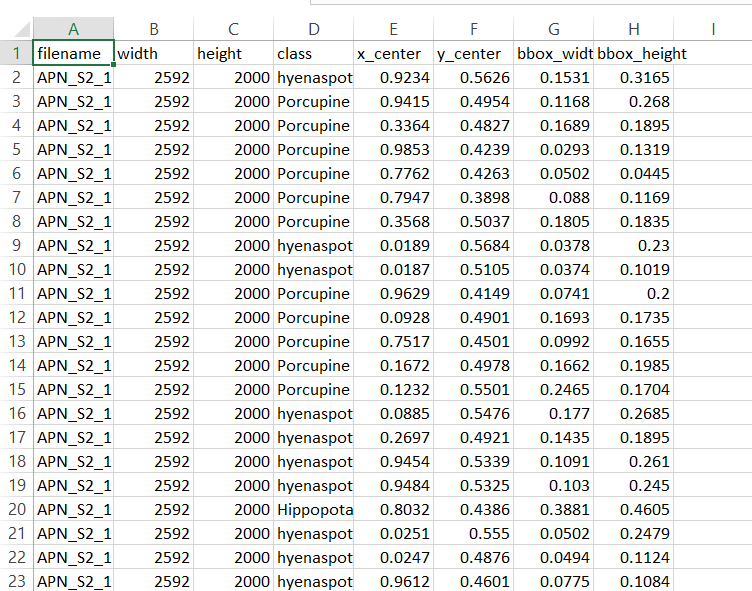 A B C D E F G H I
1 filename width height class x_center y_center bbox_widt bbox_height
2 APN_S2_1 2592 2000 hyenaspot 0.9234 0.5626 0.1531 0.3165
3 APN_S2_1 2592 2000 Porcupine 0.9415 0.4954 0.1168 0.268
4 APN_S2_1 2592 2000 Porcupine 0.3364 0.4827 0.1689 0.1895
5 APN_S2_1 2592 2000 Porcupine 0.9853 0.4239 0.0293 0.1319
6 APN_S2_1 2592 2000 Porcupine 0.7762 0.4263 0.0502 0.0445
7 APN_S2_1 2592 2000 Porcupine 0.7947 0.3898 0.088 0.1169
8 APN_S2_1 2592 2000 Porcupine 0.3568 0.5037 0.1805 0.1835
9 APN_S2_1 2592 2000 hyenaspot 0.0189 0.5684 0.0378 0.23
10 APN_S2_1 2592 2000 hyenaspot 0.0187 0.5105 0.0374 0.1019
11 APN_S2_1 2592 2000 Porcupine 0.9629 0.4149 0.0741 0.2
12 APN_S2_1 2592 2000 Porcupine 0.0928 0.4901 0.1693 0.1735
13 APN_S2_1 2592 2000 Porcupine 0.7517 0.4501 0.0992 0.1655
14 APN_S2_1 2592 2000 Porcupine 0.1672 0.4978 0.1662 0.1985
15 APN_S2_1 2592 2000 Porcupine 0.1232 0.5501 0.2465 0.1704
16 APN_S2_1 2592 2000 hyenaspot 0.0885 0.5476 0.177 0.2685
17 APN_S2_1 2592 2000 hyenaspot 0.2697 0.4921 0.1435 0.1895
18 APN_S2_1 2592 2000 hyenaspot 0.9454 0.5339 0.1091 0.261
19 APN_S2_1 2592 2000 hyenaspot 0.9484 0.5325 0.103 0.245
20 APN_S2_1 2592 2000 Hippopota 0.8032 0.4386 0.3881 0.4605
21 APN_S2_1 2592 2000 hyenaspot 0.0251 0.555 0.0502 0.2479
22 APN_S2_1 2592 2000 hyenaspot 0.0247 0.4876 0.0494 0.1124
23 APN_S2_1 2592 2000 hyenaspot 0.9612 0.4601 0.0775 0.1084